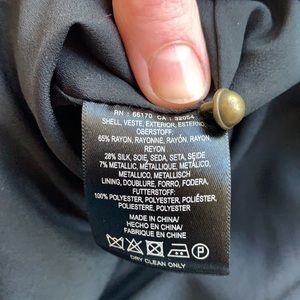 RN : 66170 CA : 32054
SHELL, VESTE, EXTERIOR, ESTERNO,
OBERSTOFF:
65% RAYON, RAYONNE, RAYÓN, RAYON,
REYON
28% SILK, SOIE, SEDA, SETA, SEIDE
7% METALLIC, MÉTALLIQUE, METÁLICO,
METALLICO, METALLISCH
LINING, DOUBLURE, FORRO, FODERA,
FUTTERSTOFF:
100% POLYESTER, POLYESTER, POLIÉSTER,
POLIESTERE, POLYESTER
MADE IN CHINA/
HECHO EN CHINA/
FABRIQUE EN CHINE
P
DRY CLEAN ONLY